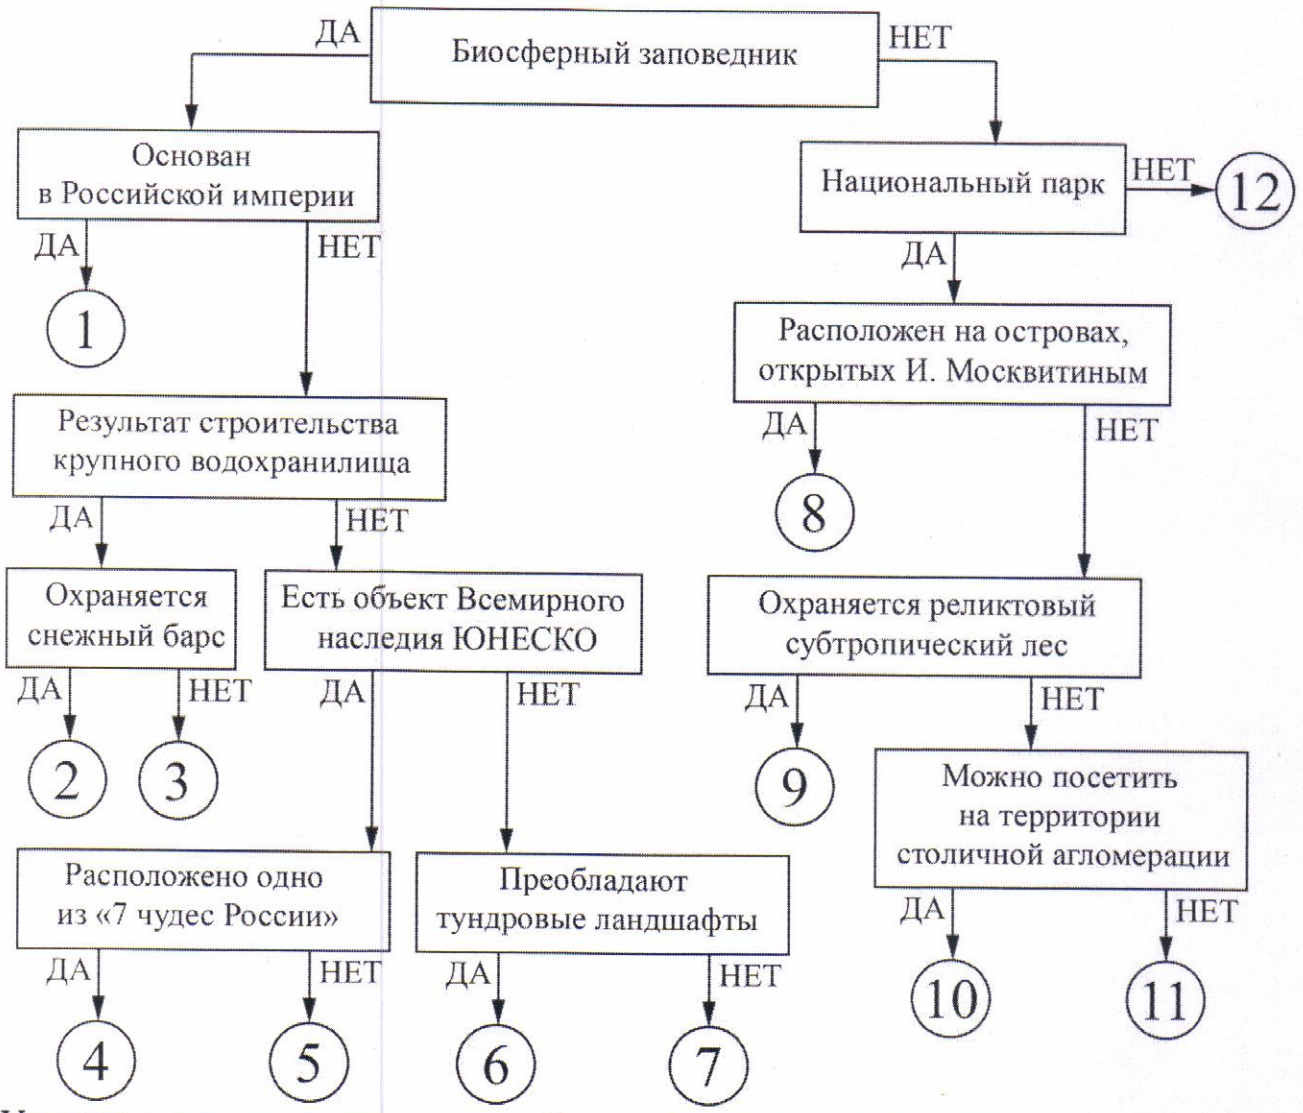 Биосферный заповедник
ДА
НЕТ
Основан
в Российской империи
ДА
НЕТ
1
Национальный парк
НЕТ
12
ДА
Расположен на островах,
открытых И. Москвитиным
ДА
НЕТ
8
Результат строительства
крупного водохранилища
ДА
НЕТ
Охраняется
снежный барс
ДА
НЕТ
2
3
Есть объект Всемирного
наследия ЮНЕСКО
ДА
НЕТ
Охраняется реликтовый
субтропический лес
ДА
НЕТ
9
Можно посетить
на территории
столичной агломерации
ДА
НЕТ
10
11
Расположено одно
из «7 чудес России»
ДА
НЕТ
4
5
Преобладают
тундровые ландшафты
ДА
НЕТ
6
7